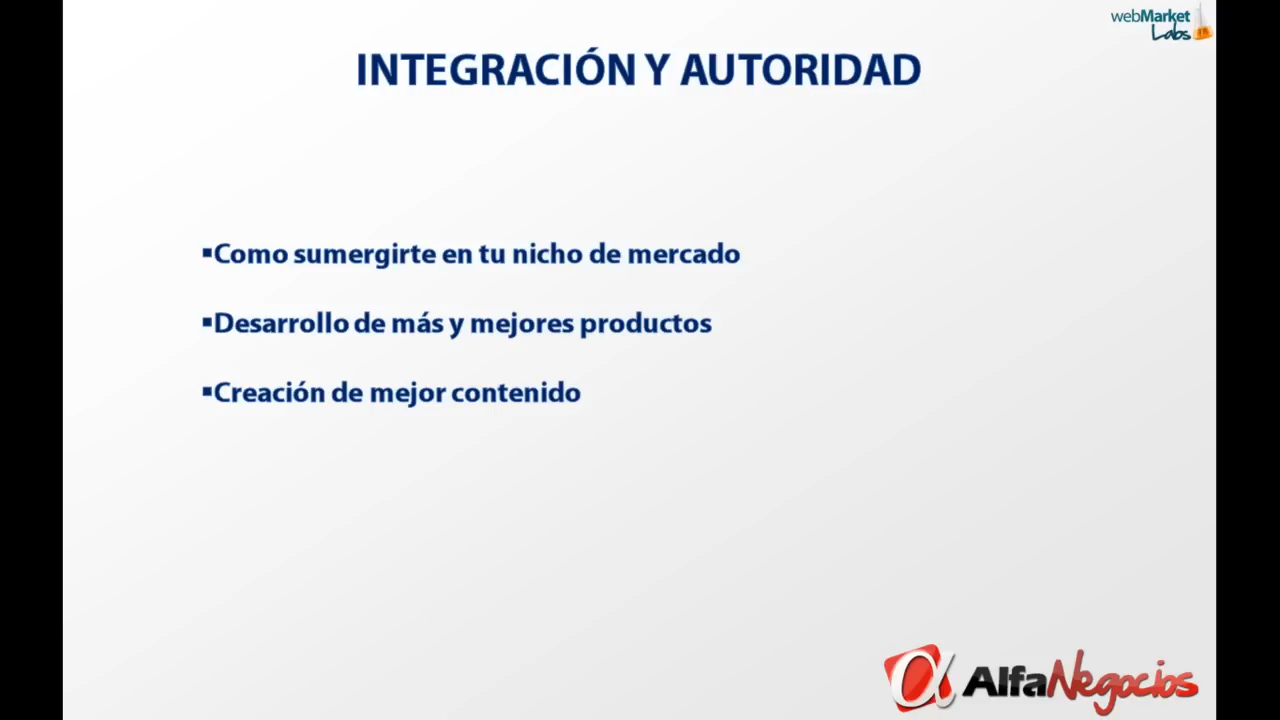 webMarket
Labs
INTEGRACIÓN Y AUTORIDAD
▪Como sumergirte en tu nicho de mercado
▪Desarrollo de más y mejores productos
▪Creación de mejor contenido
AlfaNegocios